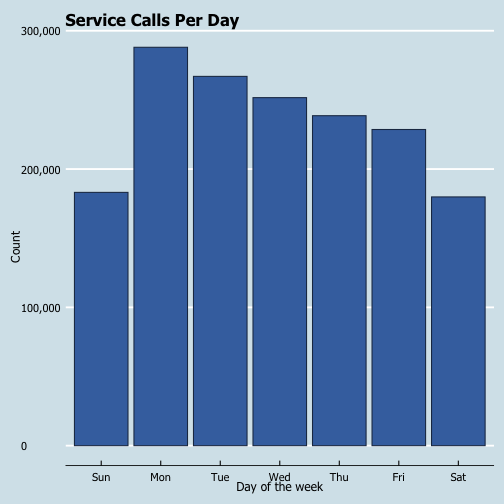 Service Calls Per Day
300,000
200,000
100,000
0
Count
Sun Mon Tue Wed Thu Fri Sat
Day of the week